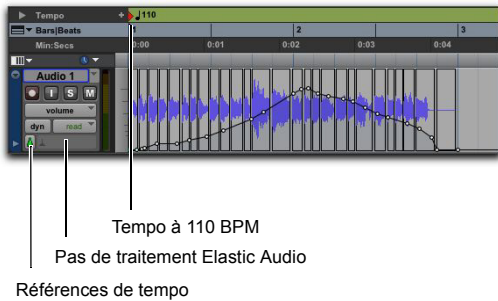 Tempo + 110
Bars|Beats 1 2 3
Min:Secs 0:00 0:01 0:02 0:03 0:04
Audio 1
I S M
volume
dyn read
Tempo à 110 BPM
Pas de traitement Elastic Audio
Références de tempo